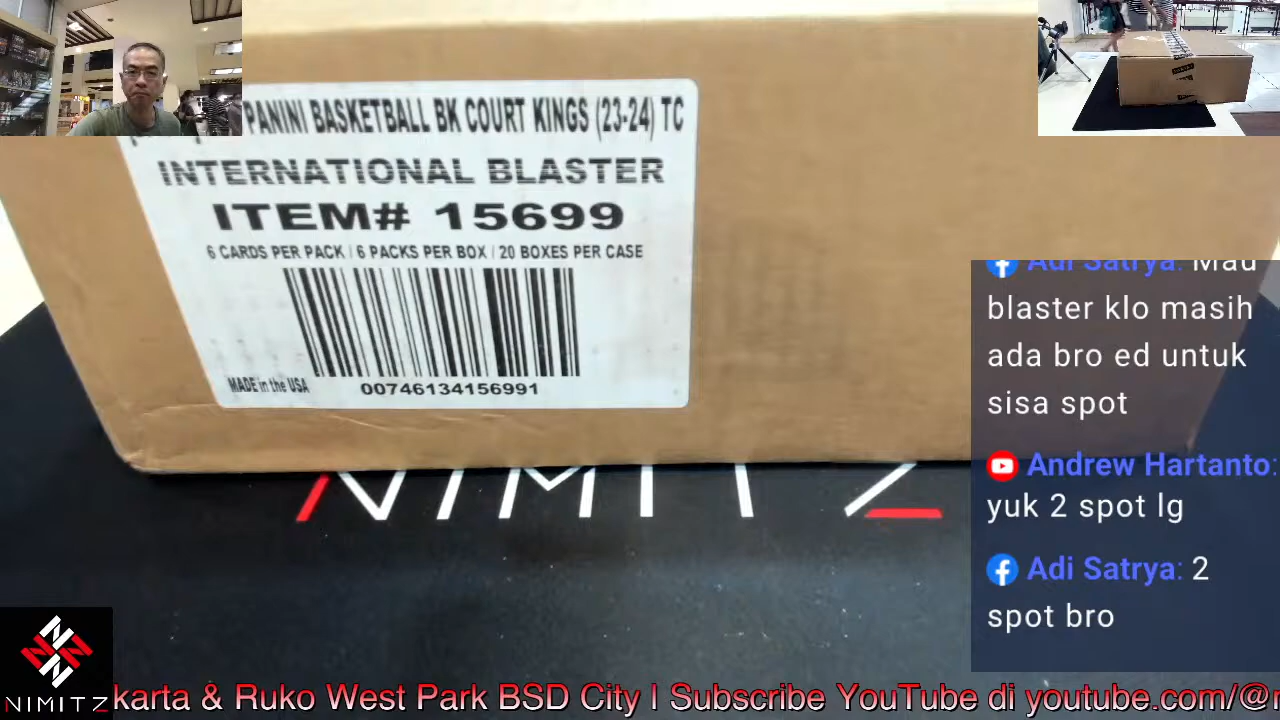 PANINI BASKETBALL BK COURT KINGS (23-24) TC
INTERNATIONAL BLASTER
ITEM# 15699
6 CARDS PER PACK / 6 PACKS PER BOX / 20 BOXES PER CASE
MADE in the USA
00746134156991
NIMITZ
Adi Satrya: Mau
blaster klo masih
ada bro ed untuk
sisa spot
Andrew Hartanto:
yuk 2 spot lg
Adi Satrya: 2
spot bro
NIMITZ
karta & Ruko West Park BSD City I Subscribe YouTube di youtube.com/@